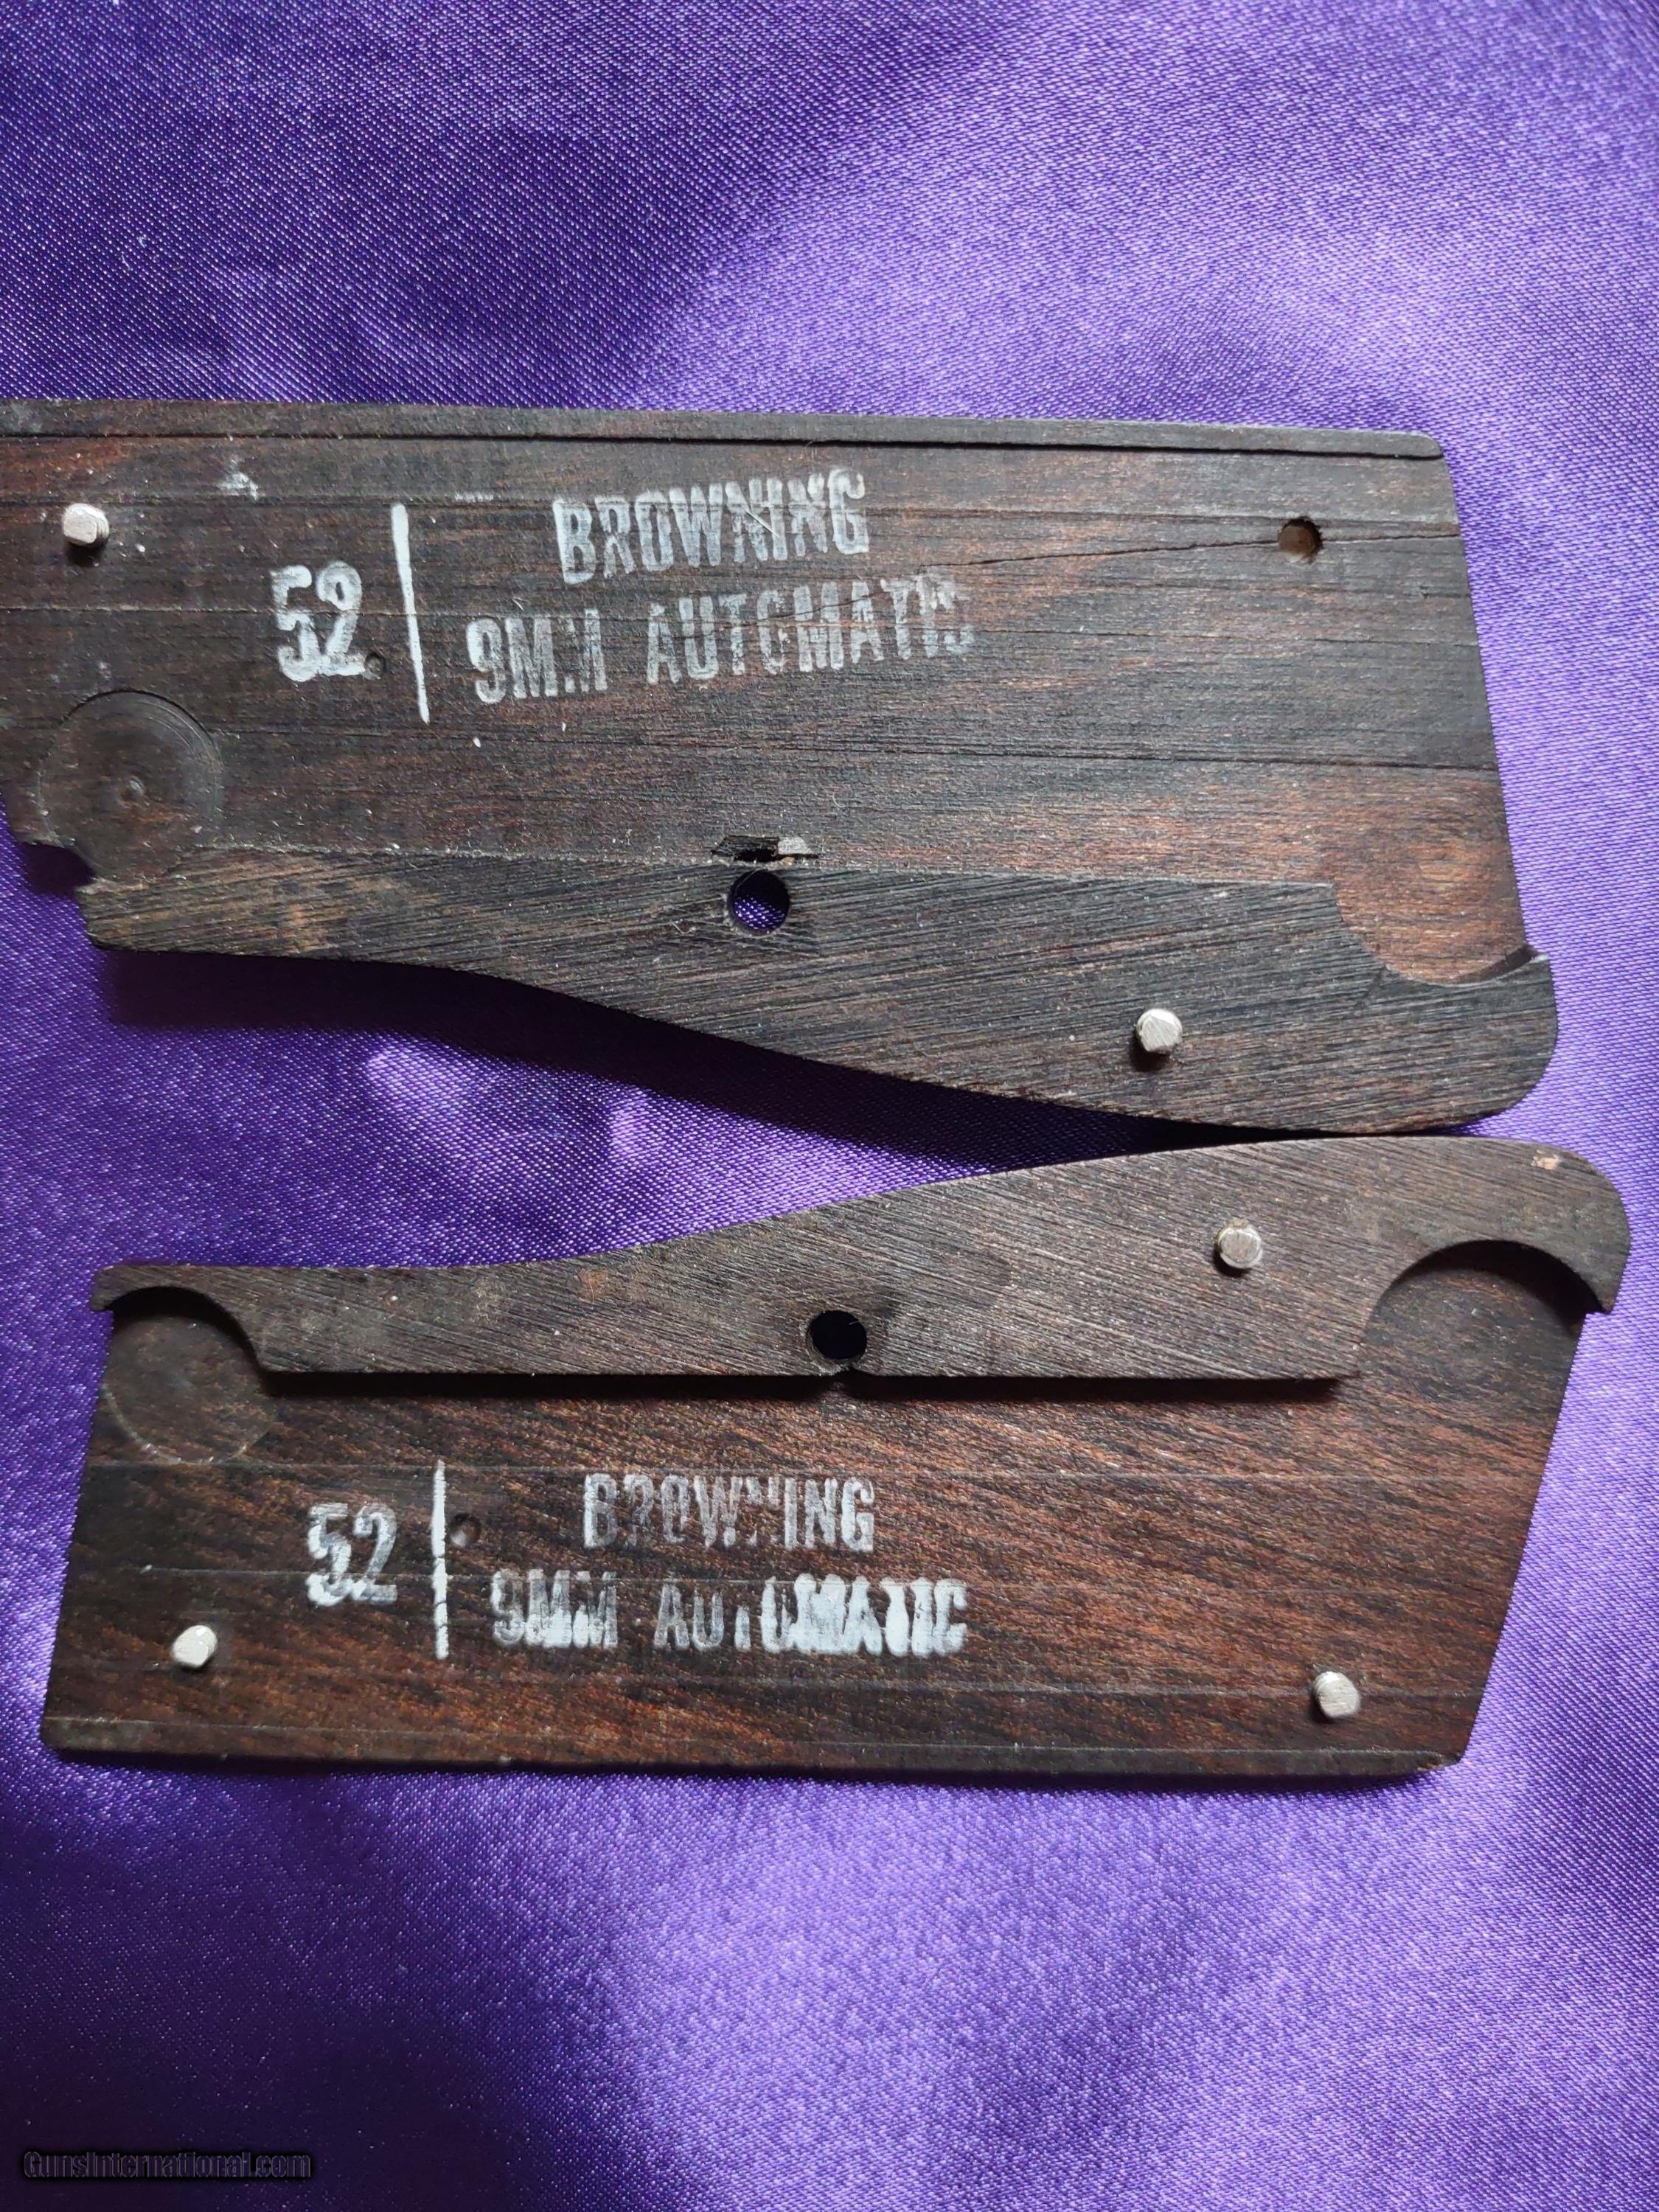 52
BROWNING
9MM AUTOMATIC
52
BROWNING
9MM AUTOMATIC
GunsInternational.com